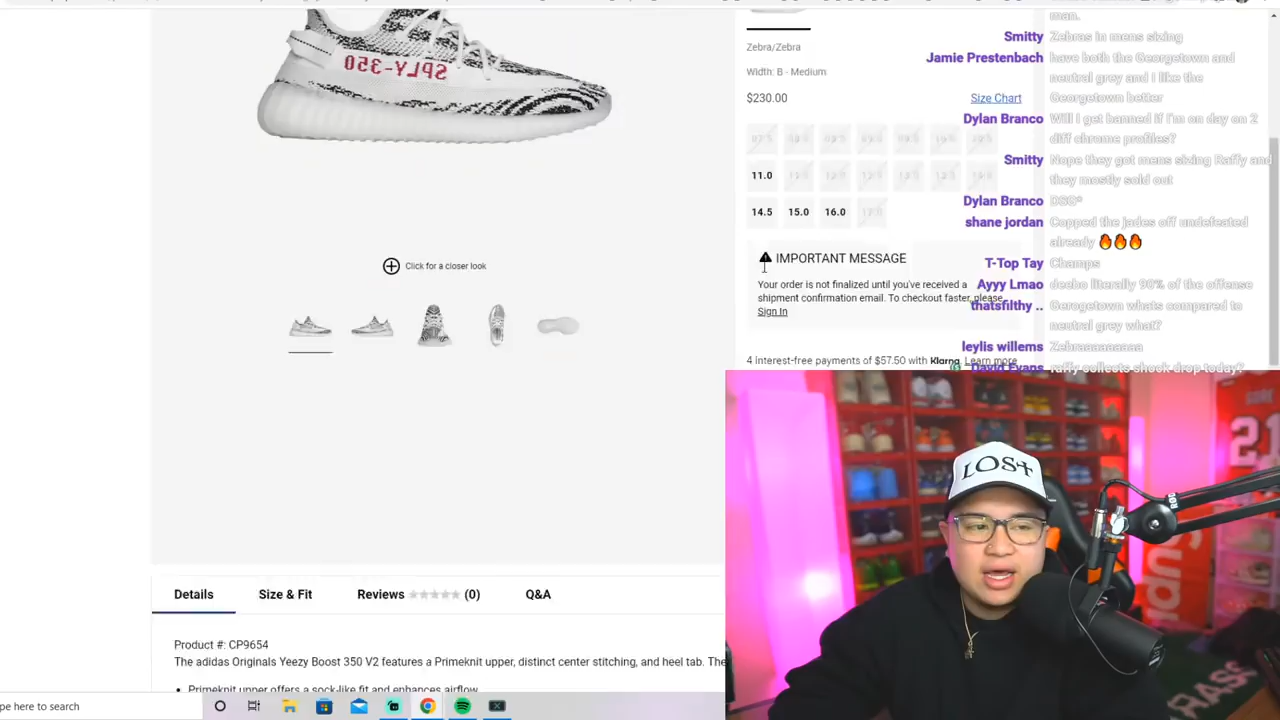 man.
Smitty Zebras in mens sizing
Jamie Prestenbach have both the Georgetown and
neutral grey and i like the
Georgetown better
Dylan Branco Will I get banned if I'm on day on 2
diff chrome profiles?
Smitty Nope they got mens sizing Raffy and
they mostly sold out
Dylan Branco DSG*
shane jordan Copped the jades off undefeated
already 🔥🔥🔥
T-Top Tay Champs
Ayyy Lmao deebo literally 90% of the offense
thatsfilthy .. Gerogetown whats compared to
neutral grey what?
leylis willems Zebraaaaaaaa
David Evans raffy collects shock drop today?
SPLY-350
Zebra/Zebra
Width: B - Medium
$230.00
Size Chart
11.0
14.5 15.0 16.0 17.0
IMPORTANT MESSAGE
Your order is not finalized until you've received a
shipment confirmation email. To checkout faster, please
Sign In
4 interest-free payments of $57.50 with Klarna. Learn more
Click for a closer look
Details Size & Fit Reviews (0) Q&A
Product #: CP9654
The adidas Originals Yeezy Boost 350 V2 features a Primeknit upper, distinct center stitching, and heel tab. The
Primeknit upper offers a sock-like fit and enhances airflow
pe here to search
LOST
21